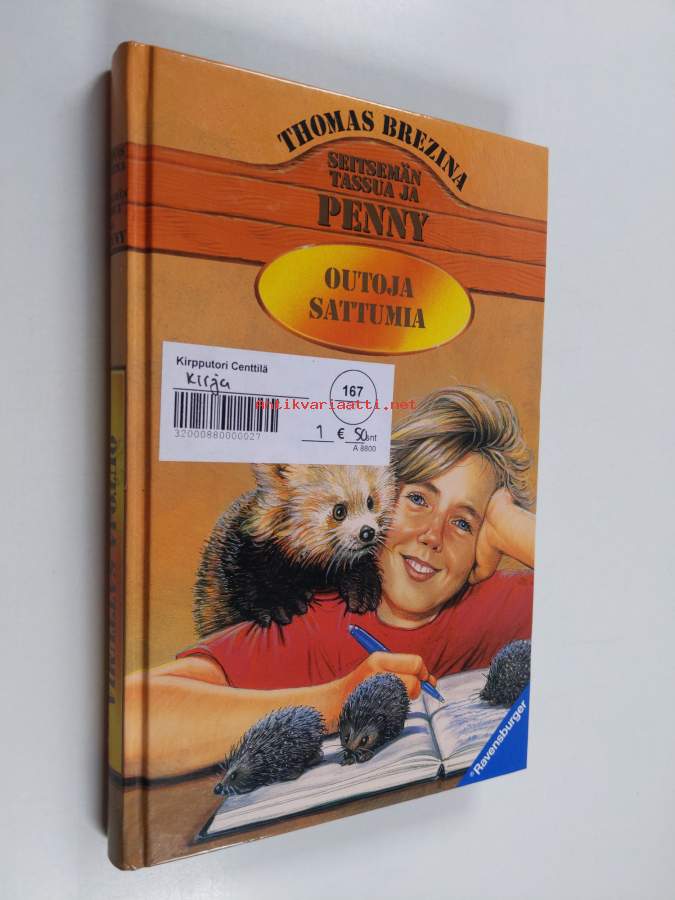 THOMAS BREZINA
SEITSEMÄN
TASSUA JA
PENNY
OUTOJA
SATTUMIA
Kirpputori Centtilä
Kirja
167
antikvariaatti.net
32000880000027
1 € 50 snt
A 8800
Ravensburger